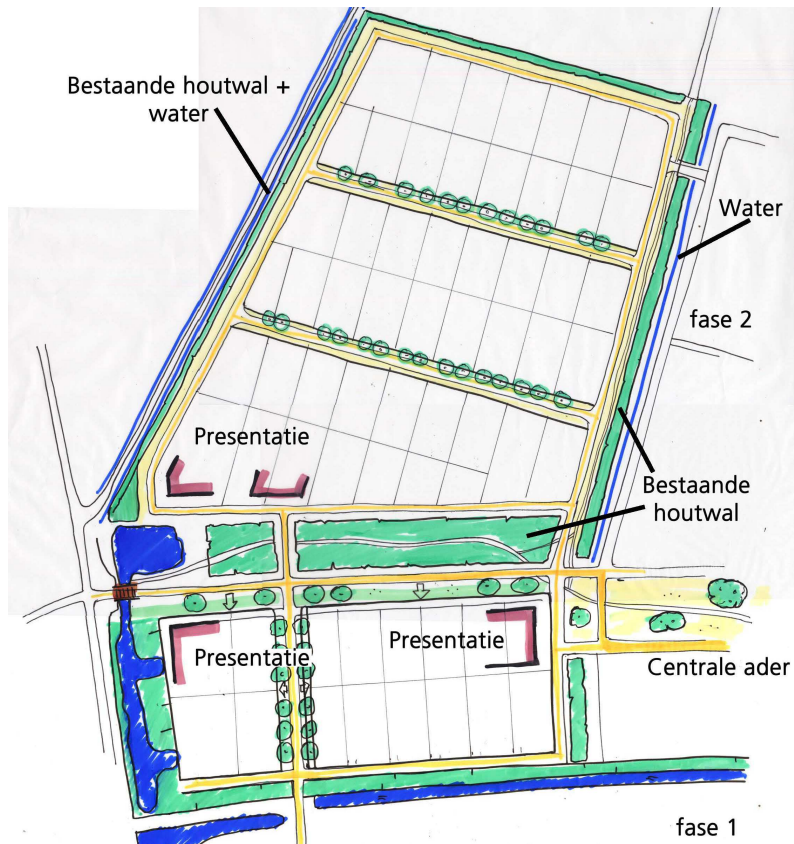 Bestaande houtwal +
water
Water
fase 2
Presentatie
Bestaande
houtwal
Presentatie
Presentatie
Centrale ader
fase 1